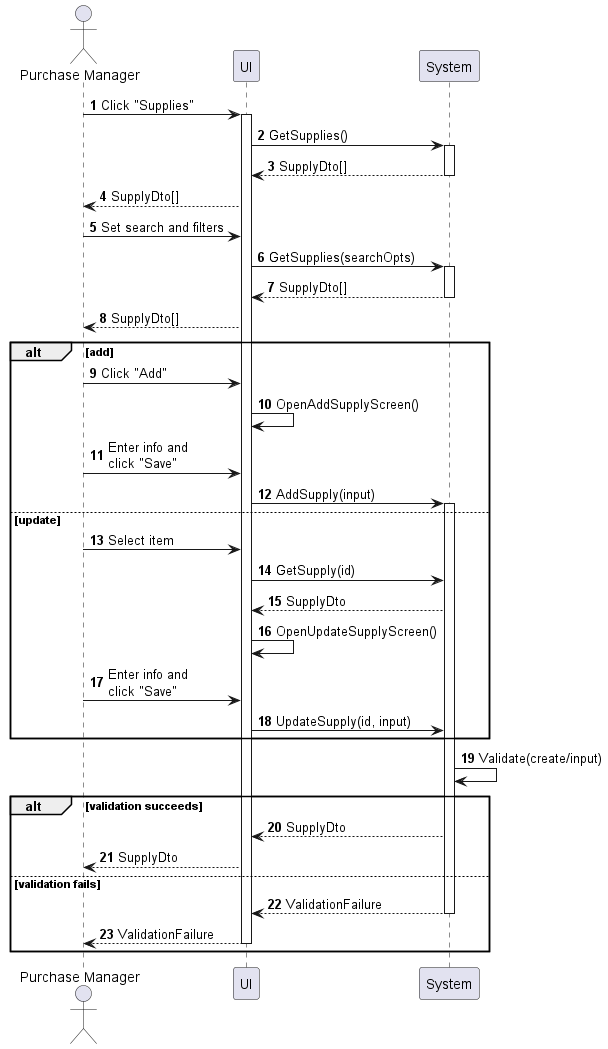 Purchase Manager
UI
System
1 Click "Supplies"
2 GetSupplies()
3 SupplyDto[]
4 SupplyDto[]
5 Set search and filters
6 GetSupplies(searchOpts)
7 SupplyDto[]
8 SupplyDto[]
alt [add]
9 Click "Add"
10 OpenAddSupplyScreen()
11 Enter info and
click "Save"
12 AddSupply(input)
[update]
13 Select item
14 GetSupply(id)
15 SupplyDto
16 OpenUpdateSupplyScreen()
17 Enter info and
click "Save"
18 UpdateSupply(id, input)
19 Validate(create/input)
alt [validation succeeds]
20 SupplyDto
21 SupplyDto
[validation fails]
22 ValidationFailure
23 ValidationFailure
Purchase Manager
UI
System